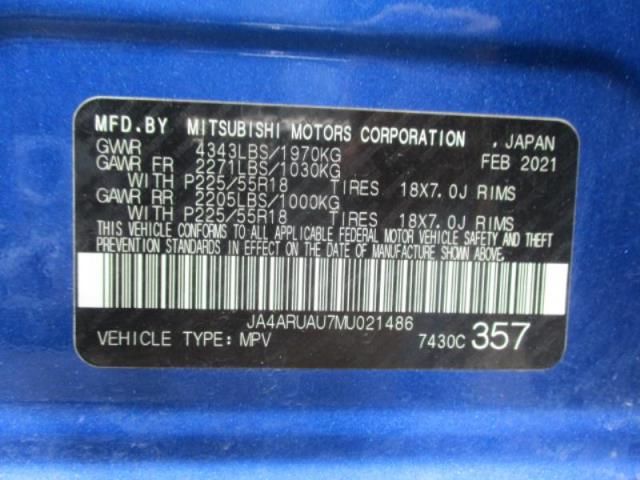 MFD.BY MITSUBISHI MOTORS CORPORATION , JAPAN
GVWR 4343LBS/1970KG FEB 2021
GAWR FR 2271LBS/1030KG
WITH P225/55R18 TIRES 18X7.0J RIMS
GAWR RR 2205LBS/1000KG
WITH P225/55R18 TIRES 18X7.0J RIMS
THIS VEHICLE CONFORMS TO ALL APPLICABLE FEDERAL MOTOR VEHICLE SAFETY AND THEFT
PREVENTION STANDARDS IN EFFECT ON THE DATE OF MANUFACTURE SHOWN ABOVE.
JA4ARUAU7MU021486
VEHICLE TYPE: MPV 7430C 357